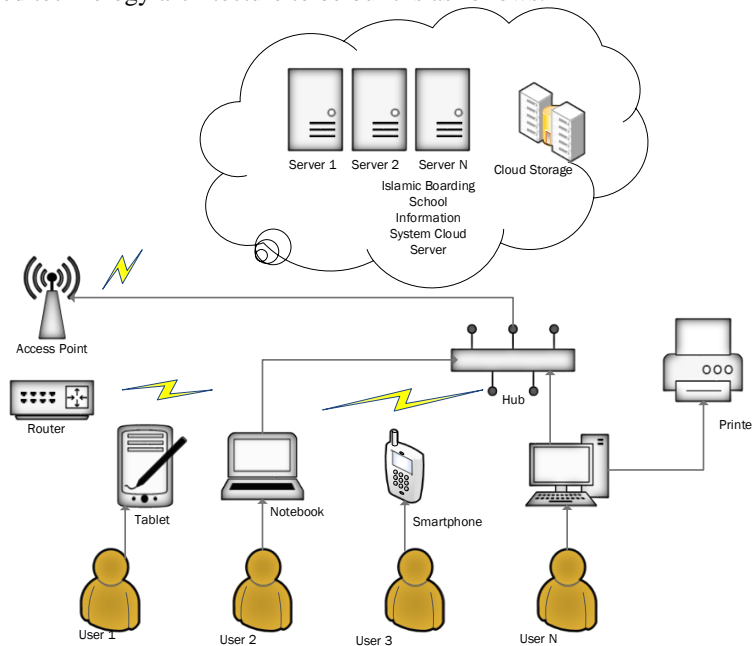 Server 1 Server 2 Server N
Cloud Storage
Islamic Boarding
School
Information
System Cloud
Server
Access Point
Hub
Router
Printe
Tablet
Notebook
Smartphone
User 1
User 2
User 3
User N